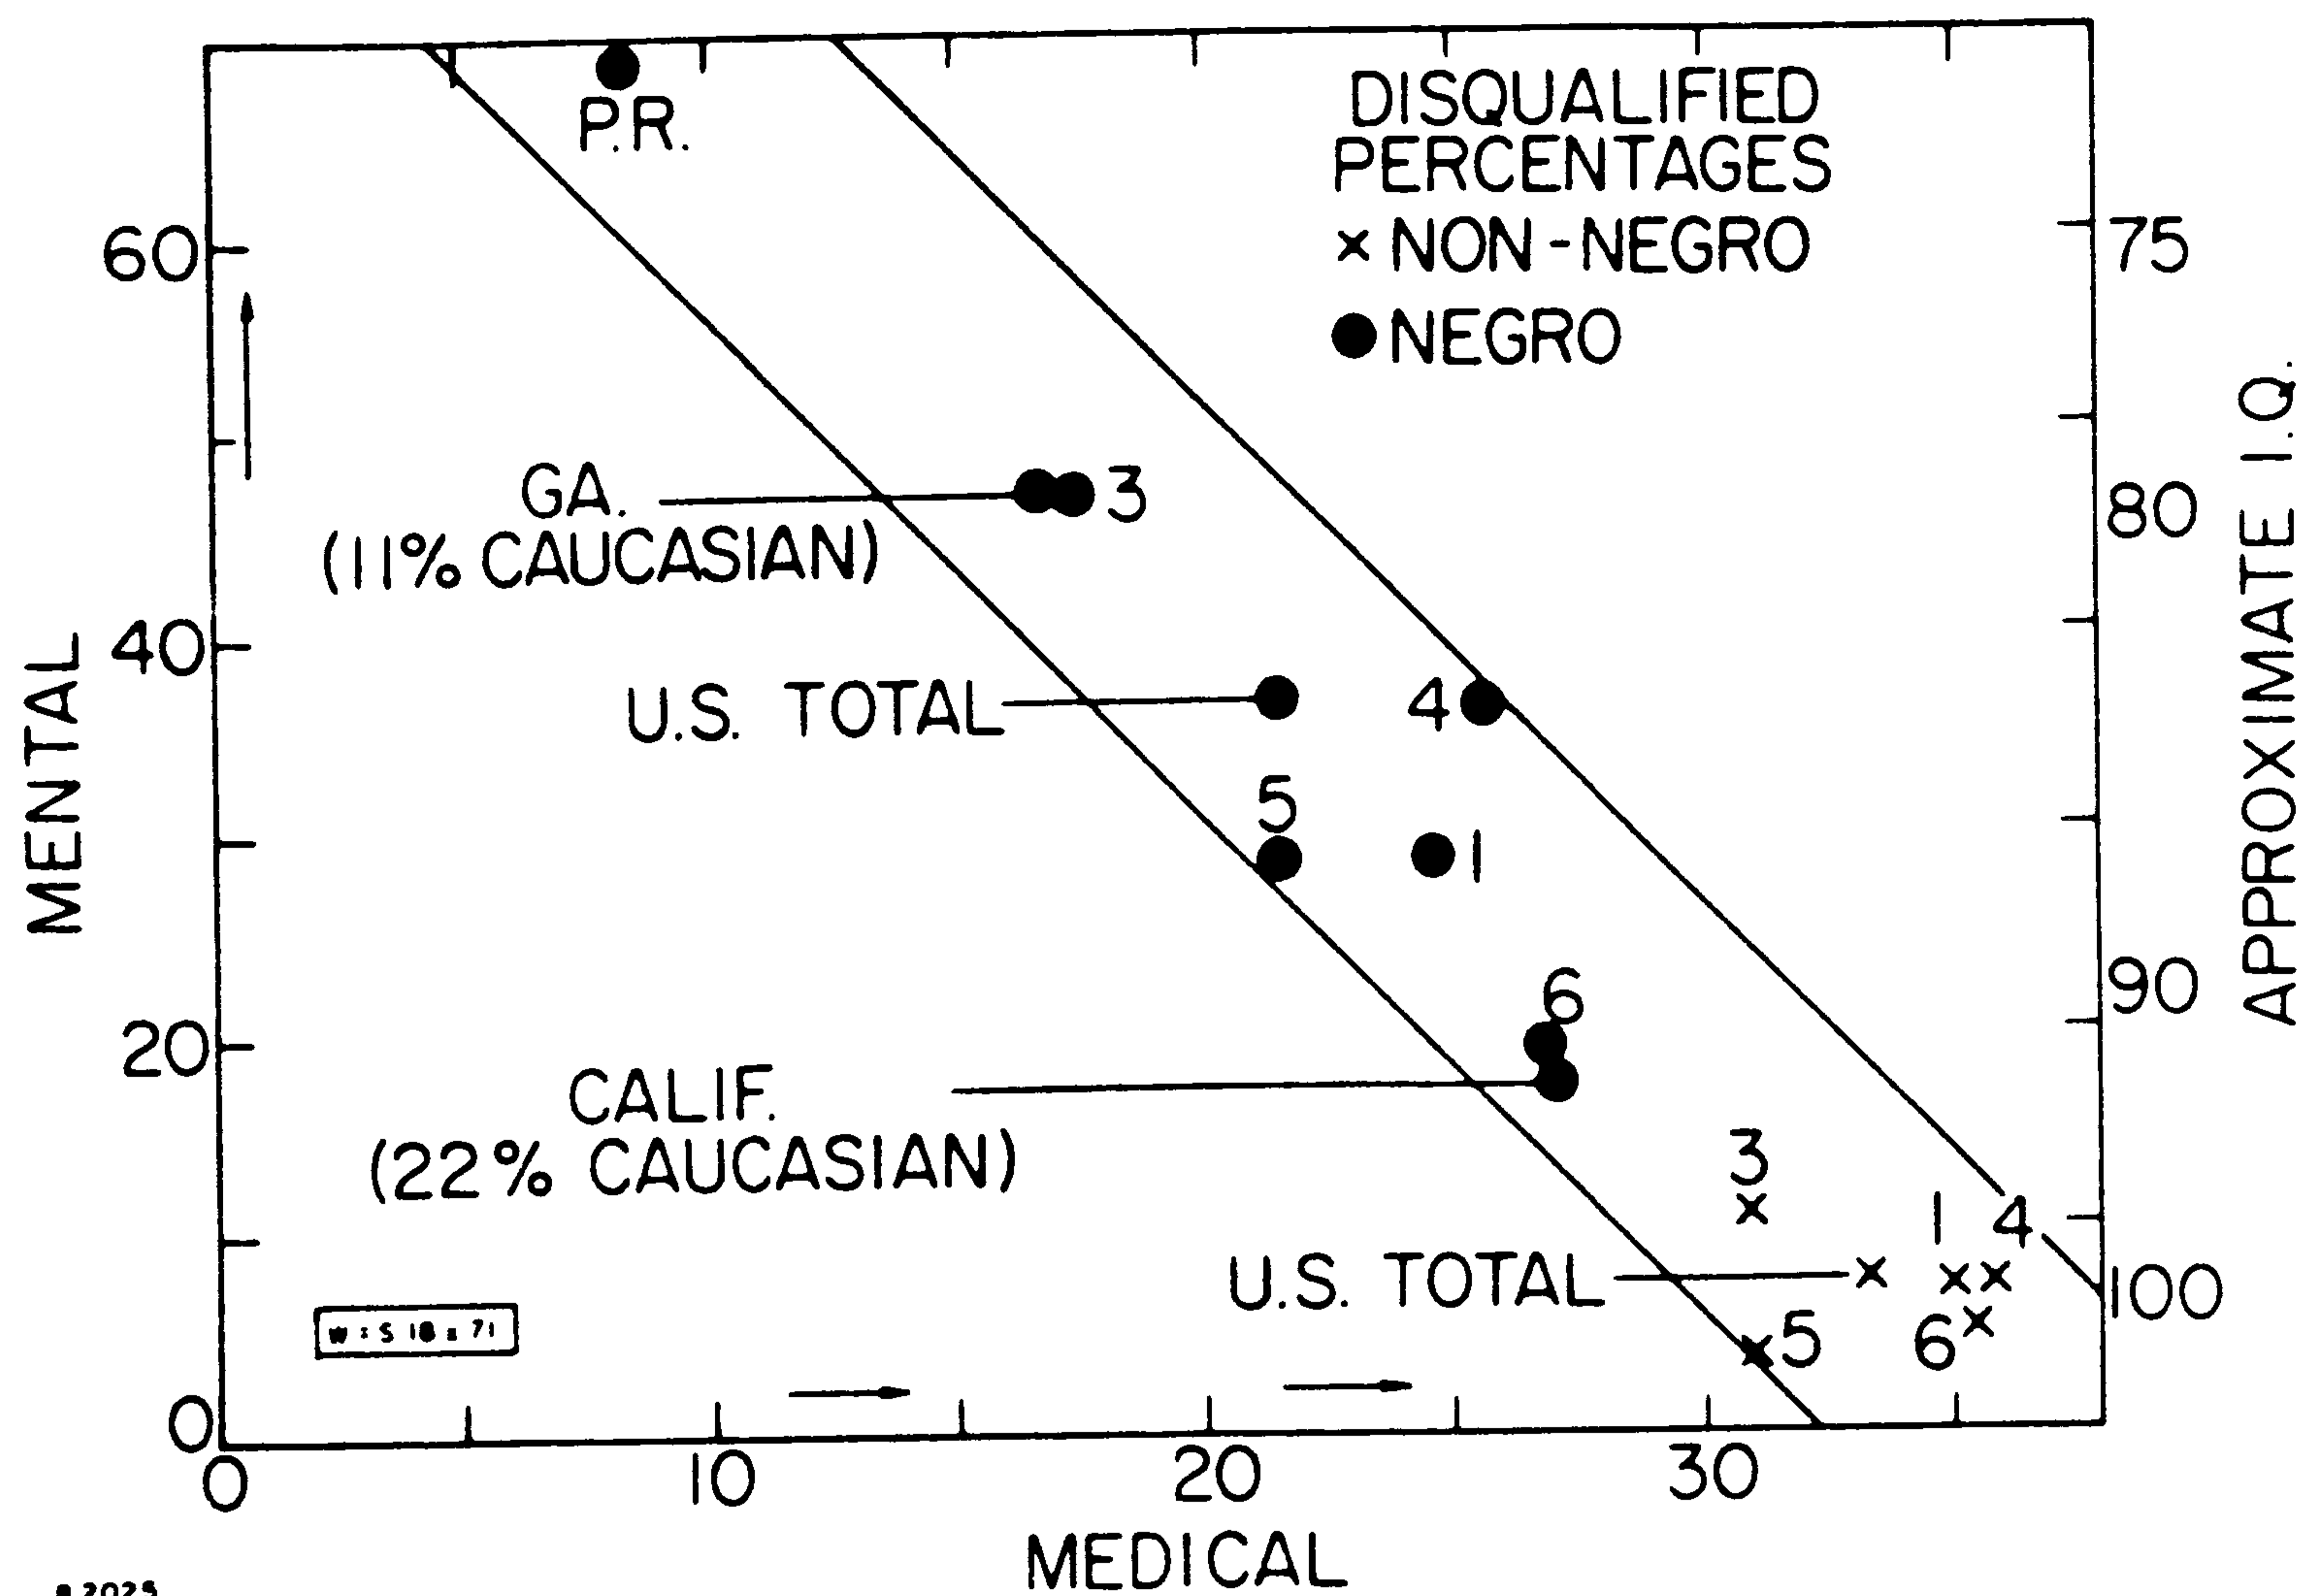 P.R.
DISQUALIFIED
PERCENTAGES
x NON-NEGRO
● NEGRO
60
75
GA.
3
(11% CAUCASIAN)
80
MENTAL
40
U.S. TOTAL
4
APPROXIMATE I.Q.
5
1
6
90
20
CALIF.
(22% CAUCASIAN)
3
1 4
U.S. TOTAL
100
5
6
0
0
10
20
30
MEDICAL